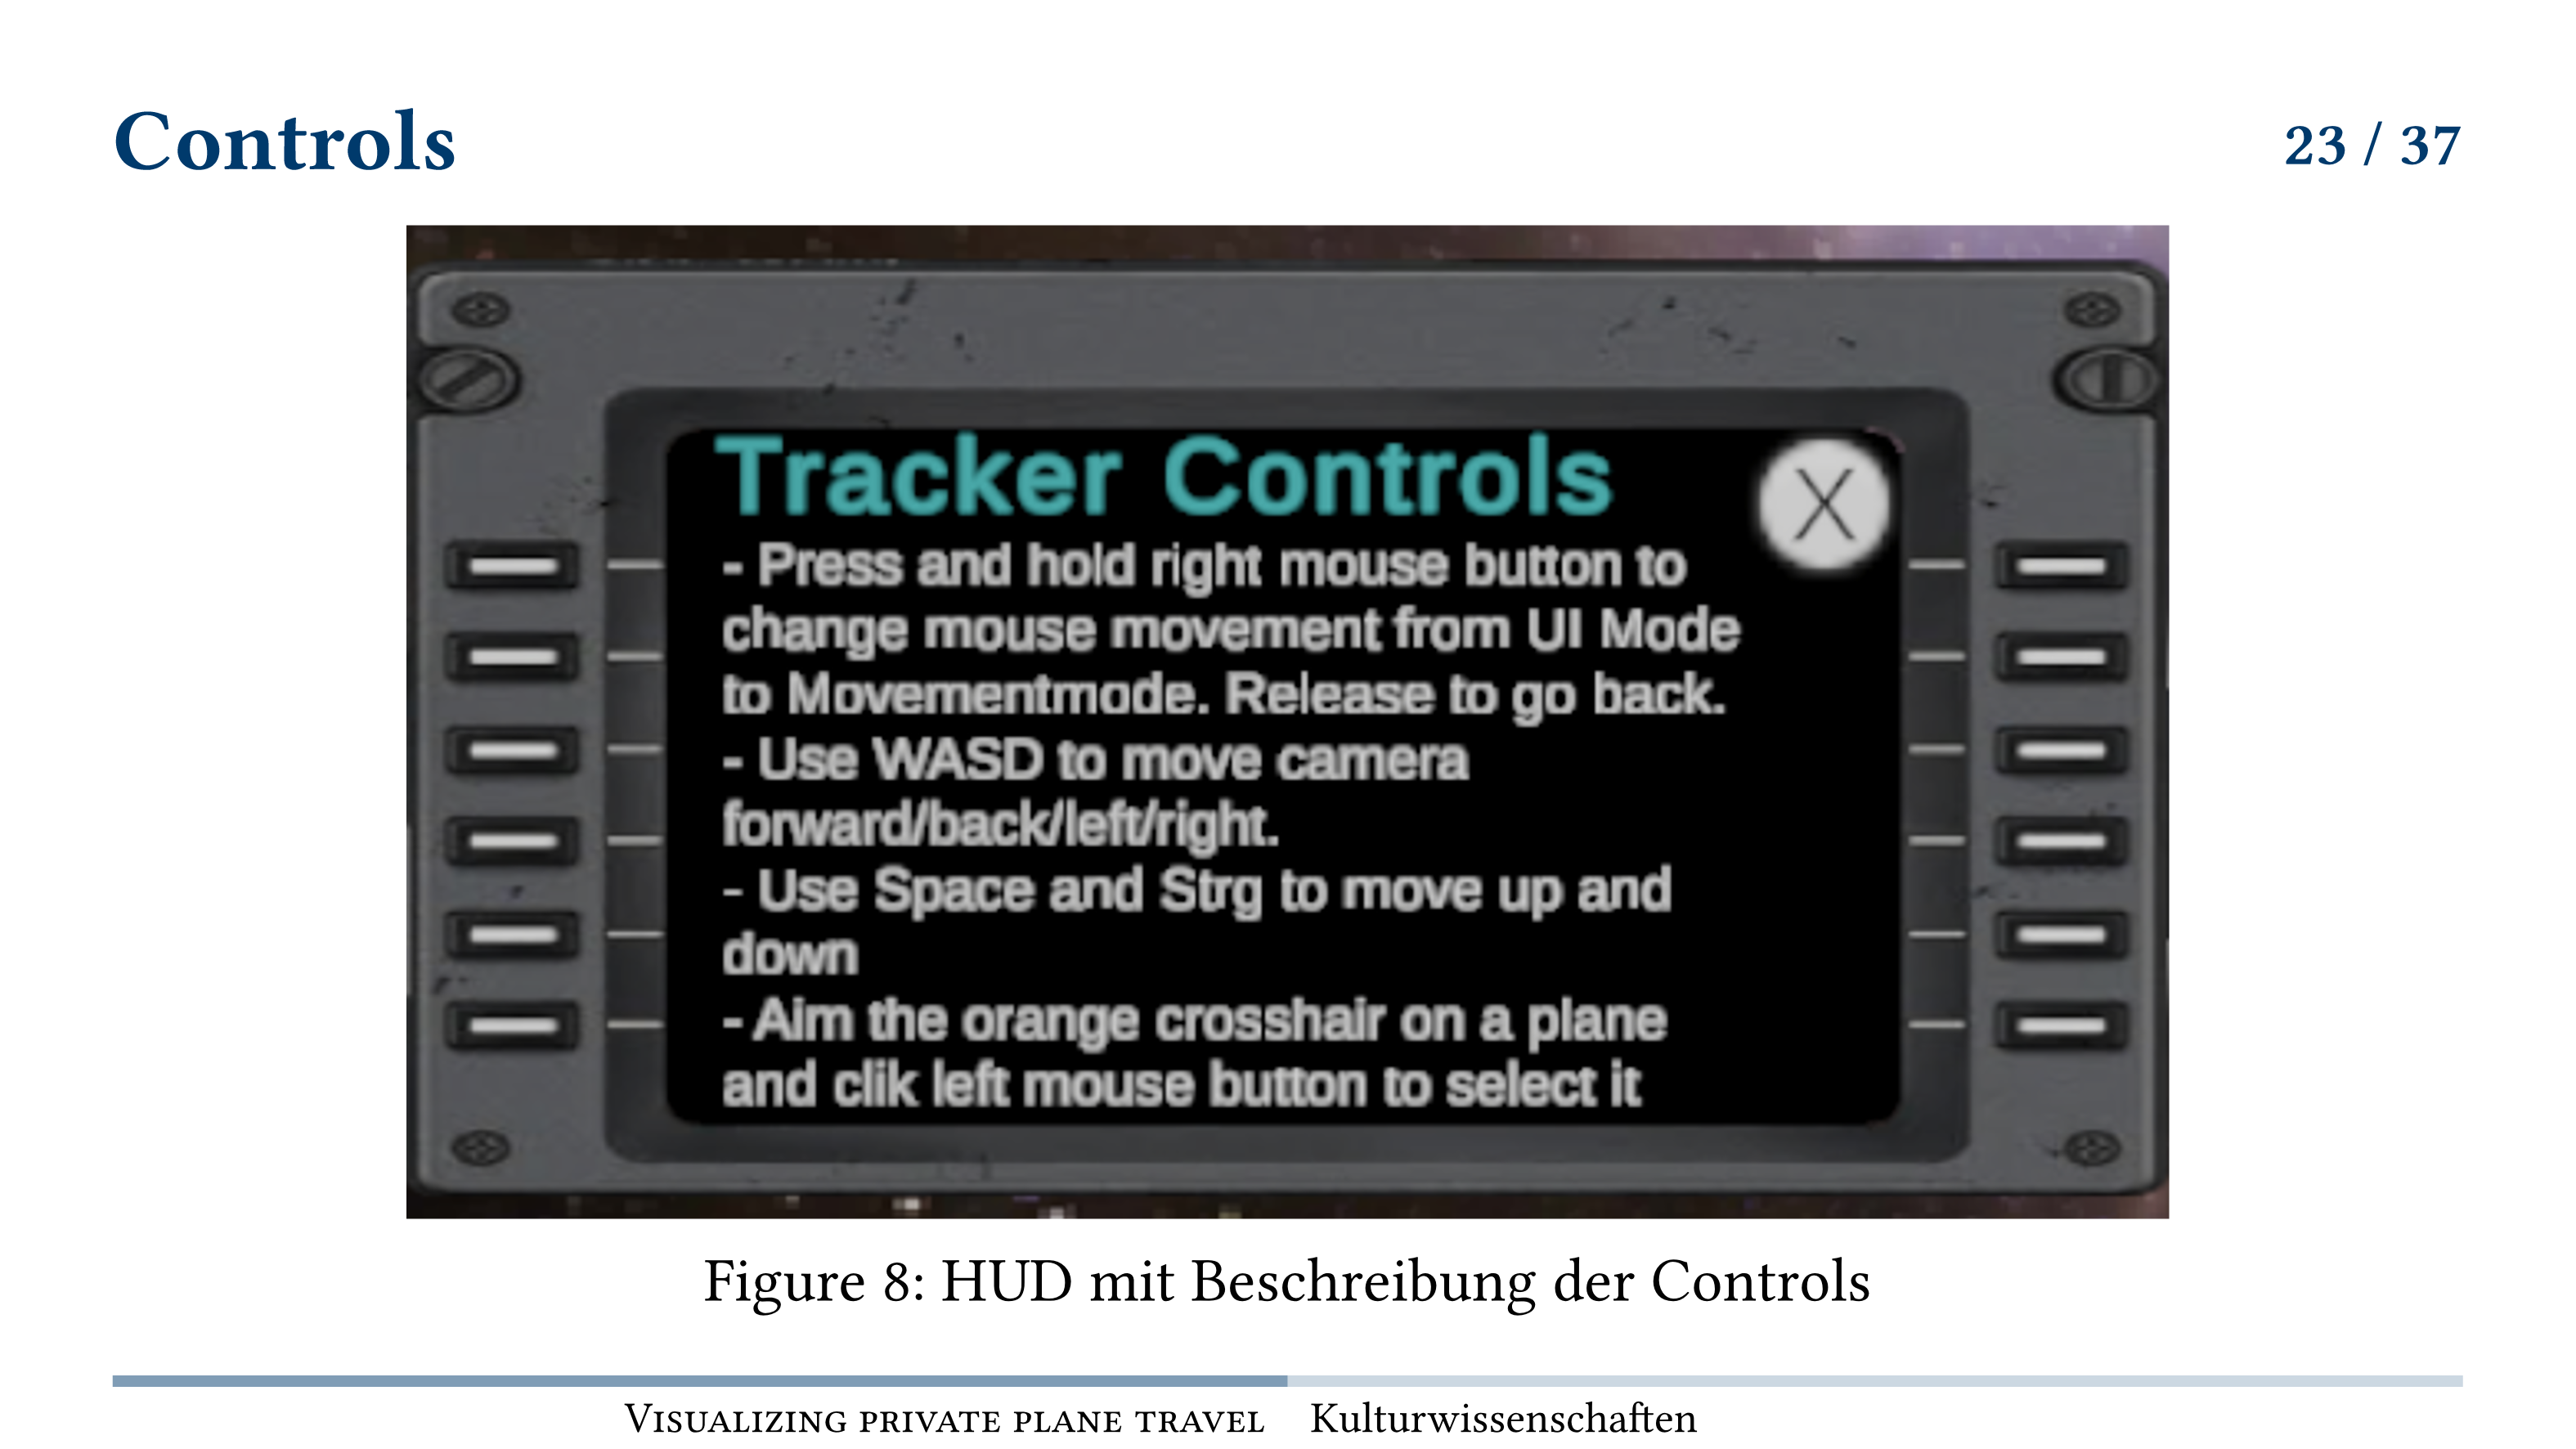 Controls
23 / 37
Tracker Controls
X
- Press and hold right mouse button to
change mouse movement from UI Mode
to Movementmode. Release to go back.
- Use WASD to move camera
forward/back/left/right.
- Use Space and Strg to move up and
down
- Aim the orange crosshair on a plane
and clik left mouse button to select it
Figure 8: HUD mit Beschreibung der Controls
Visualizing private plane travel Kulturwissenschaften